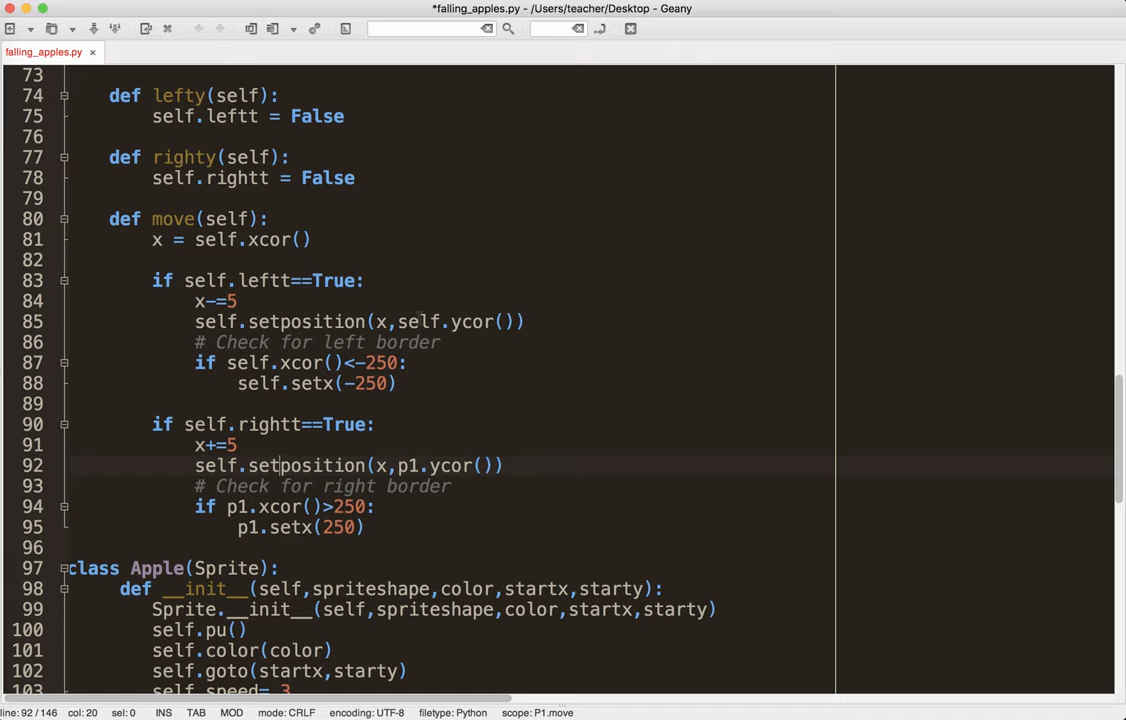 *falling_apples.py - /Users/teacher/Desktop - Geany
falling_apples.py ×
73
74 def lefty(self):
75 self.leftt = False
76
77 def righty(self):
78 self.rightt = False
79
80 def move(self):
81 x = self.xcor()
82
83 if self.leftt==True:
84 x-=5
85 self.setposition(x,self.ycor())
86 # Check for left border
87 if self.xcor()<-250:
88 self.setx(-250)
89
90 if self.rightt==True:
91 x+=5
92 self.setposition(x,p1.ycor())
93 # Check for right border
94 if p1.xcor()>250:
95 p1.setx(250)
96
97 class Apple(Sprite):
98 def __init__(self,spriteshape,color,startx,starty):
99 Sprite.__init__(self,spriteshape,color,startx,starty)
100 self.pu()
101 self.color(color)
102 self.goto(startx,starty)
103 self.speed= 3
line: 92 / 146 col: 20 sel: 0 INS TAB MOD mode: CRLF encoding: UTF-8 filetype: Python scope: P1.move